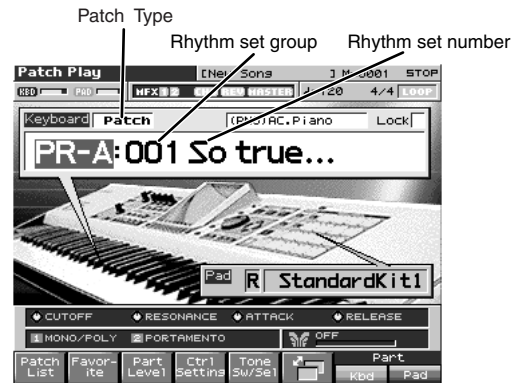 Patch Type
Rhythm set group Rhythm set number
Patch Play [New Song ] M 0001 STOP
KBD PAD MFX 1 2 CHO REV MASTER ♩ 120 4/4 LOOP
Keyboard Patch (PNO)AC.Piano Lock
PR-A:001 So true...
Pad R StandardKit1
CUTOFF RESONANCE ATTACK RELEASE
1 MONO/POLY 2 PORTAMENTO OFF
Patch List Favor-ite Part Level Ctrl Setting Tone Sw/Sel Part
Kbd Pad